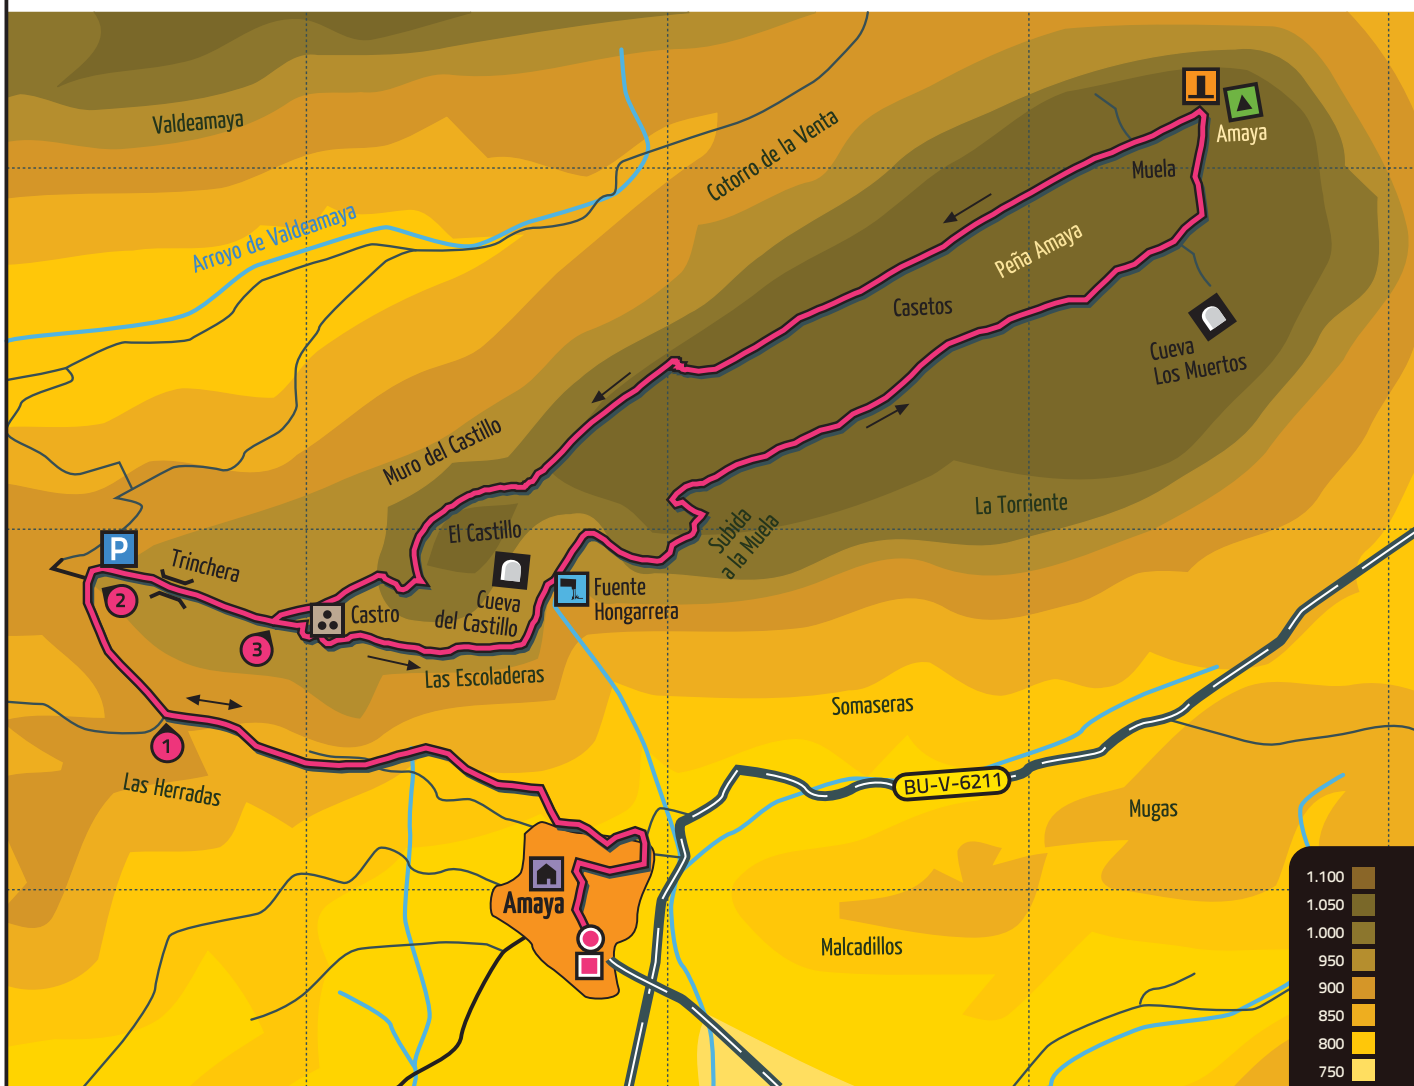 Valdeamaya
Cotorro de la Venta
Amaya
Muela
Arroyo de Valdeamaya
Peña Amaya
Casetos
Cueva
Los Muertos
Muro del Castillo
El Castillo
Subida
a la Muela
La Torriente
P
Trinchera
2
Cueva
del Castillo
Fuente
Hongarrera
Castro
3
Las Escoladeras
1
Las Herradas
Somaseras
BU-V-6211
Mugas
Amaya
Malcadillos
1.100
1.050
1.000
950
900
850
800
750